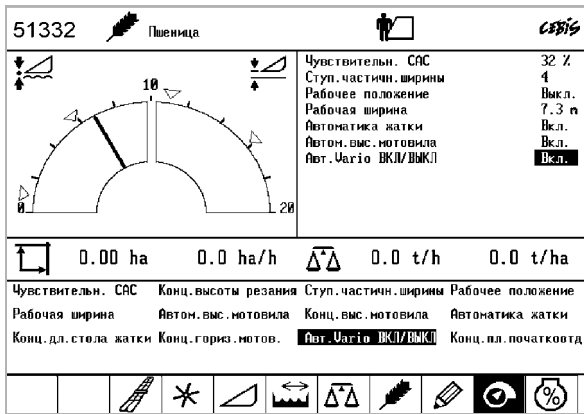 51332 Пшеница CEBIS
10
0 20
Чувствительн. САС 32 %
Ступ.частичн.ширины 4
Рабочее положение Выкл.
Рабочая ширина 7.3 m
Автоматика жатки Вкл.
Автом.выс.мотовила Вкл.
Авт.Vario ВКЛ/ВЫКЛ Вкл.
0.00 ha 0.0 ha/h 0.0 t/h 0.0 t/ha
Чувствительн. САС Конц.высоты резания Ступ.частичн.ширины Рабочее положение
Рабочая ширина Автом.выс.мотовила Конц.выс.мотовила Автоматика жатки
Конц.дл.стола жатки Конц.гориз.мотов. Авт.Vario ВКЛ/ВЫКЛ Конц.пл.початкоотд
%